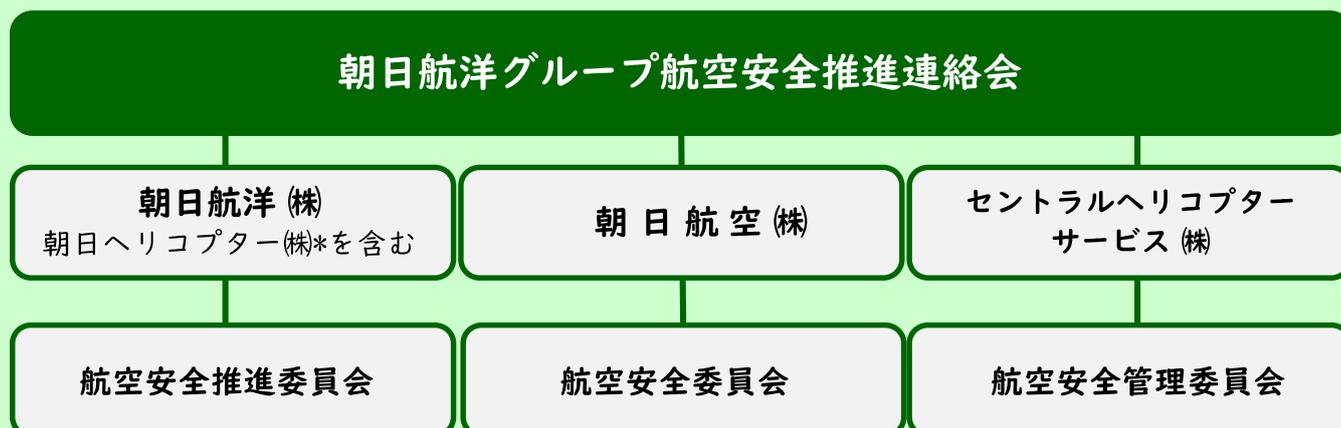 朝日航洋グループ航空安全推進連絡会
朝日航洋 ㈱
朝日ヘリコプター㈱*を含む
朝 日 航 空 ㈱
セントラルヘリコプター
サービス ㈱
航空安全推進委員会
航空安全委員会
航空安全管理委員会